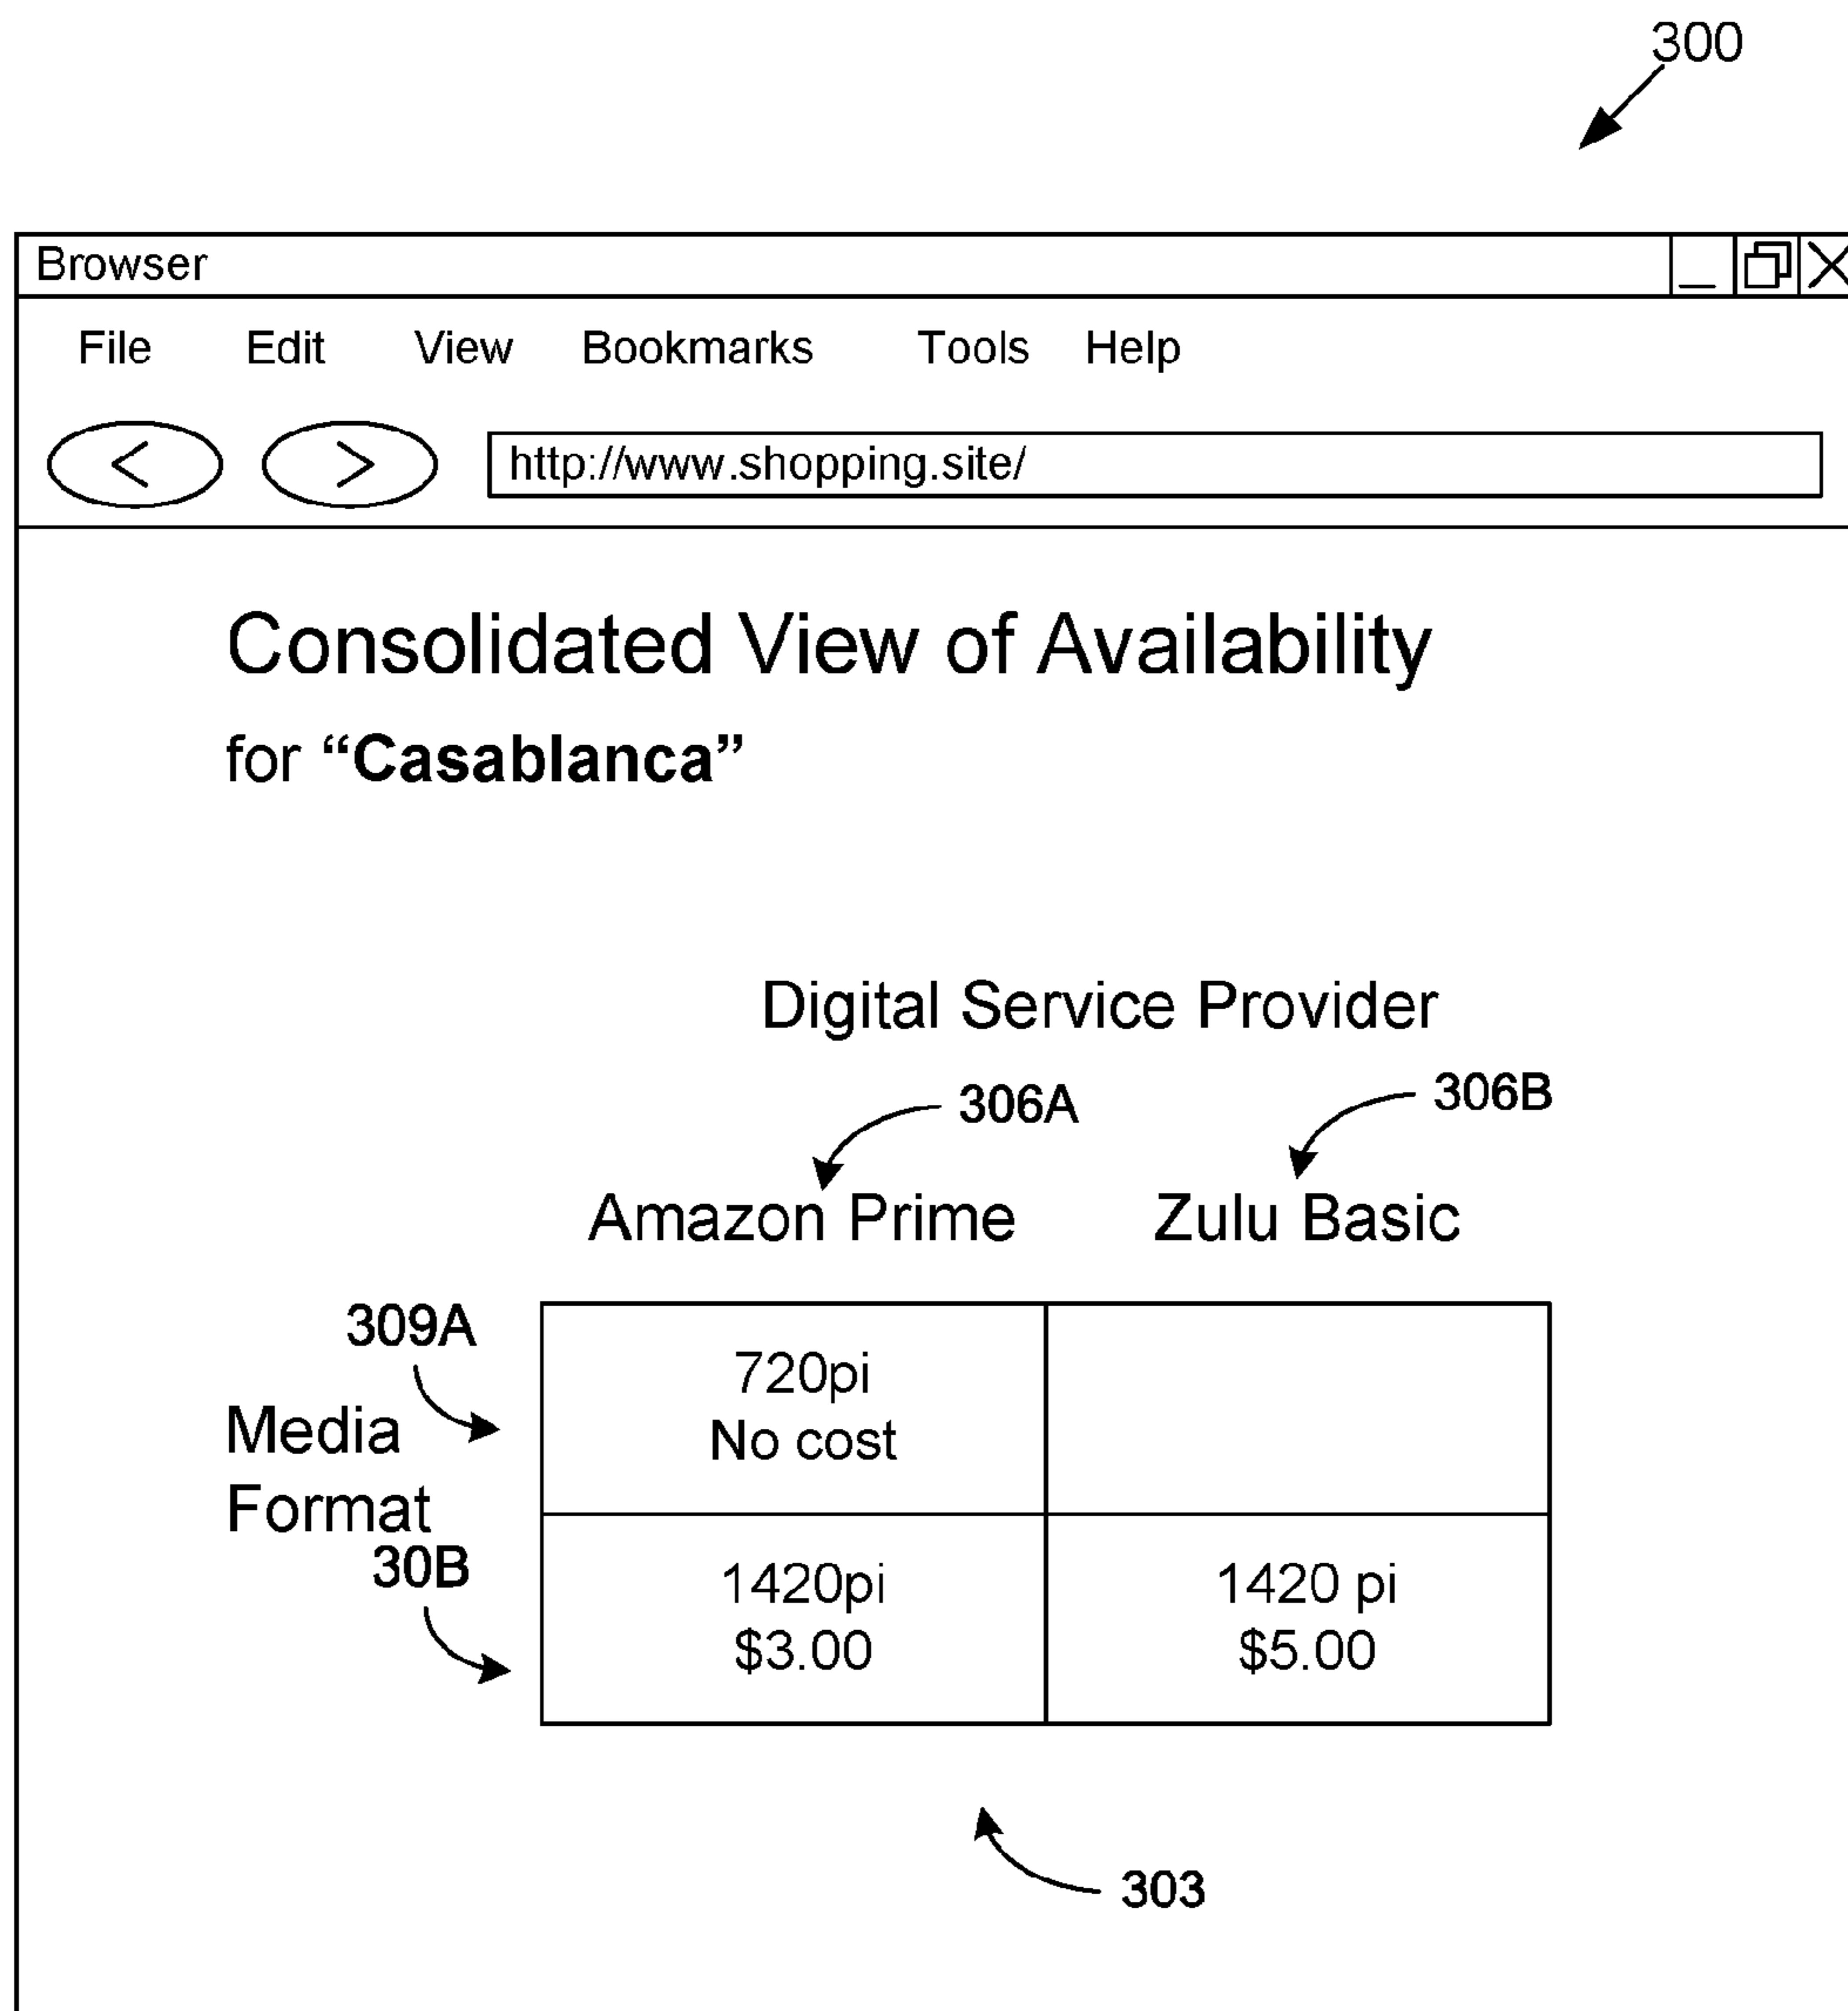 300
Browser
File Edit View Bookmarks Tools Help
http://www.shopping.site/
Consolidated View of Availability
for “Casablanca”
Digital Service Provider
306A 306B
Amazon Prime Zulu Basic
309A
Media
Format
30B
720pi
No cost
1420pi
$3.00
1420 pi
$5.00
303